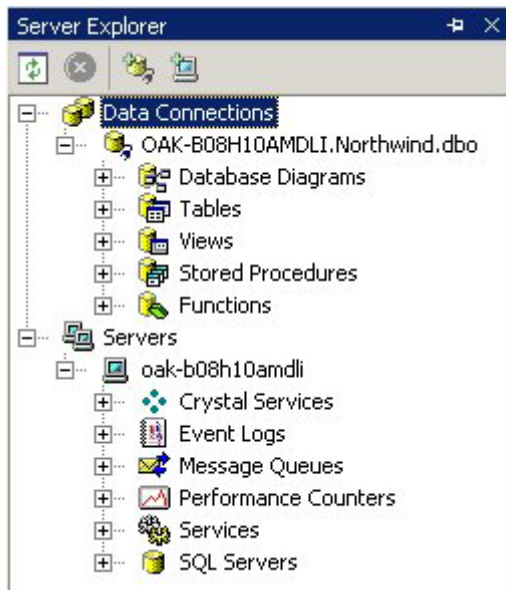 Server Explorer
Data Connections
OAK-B08H10AMDLI.Northwind.dbo
Database Diagrams
Tables
Views
Stored Procedures
Functions
Servers
oak-b08h10amdli
Crystal Services
Event Logs
Message Queues
Performance Counters
Services
SQL Servers